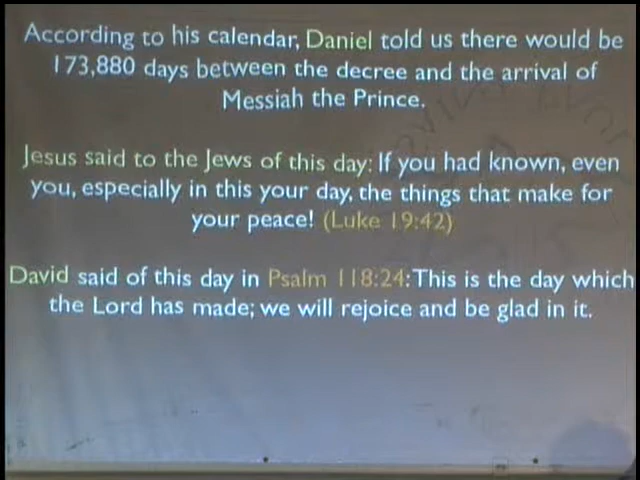 According to his calendar, Daniel told us there would be
173,880 days between the decree and the arrival of
Messiah the Prince.
Jesus said to the Jews of this day: If you had known, even
you, especially in this your day, the things that make for
your peace! (Luke 19:42)
David said of this day in Psalm 118:24: This is the day which
the Lord has made; we will rejoice and be glad in it.